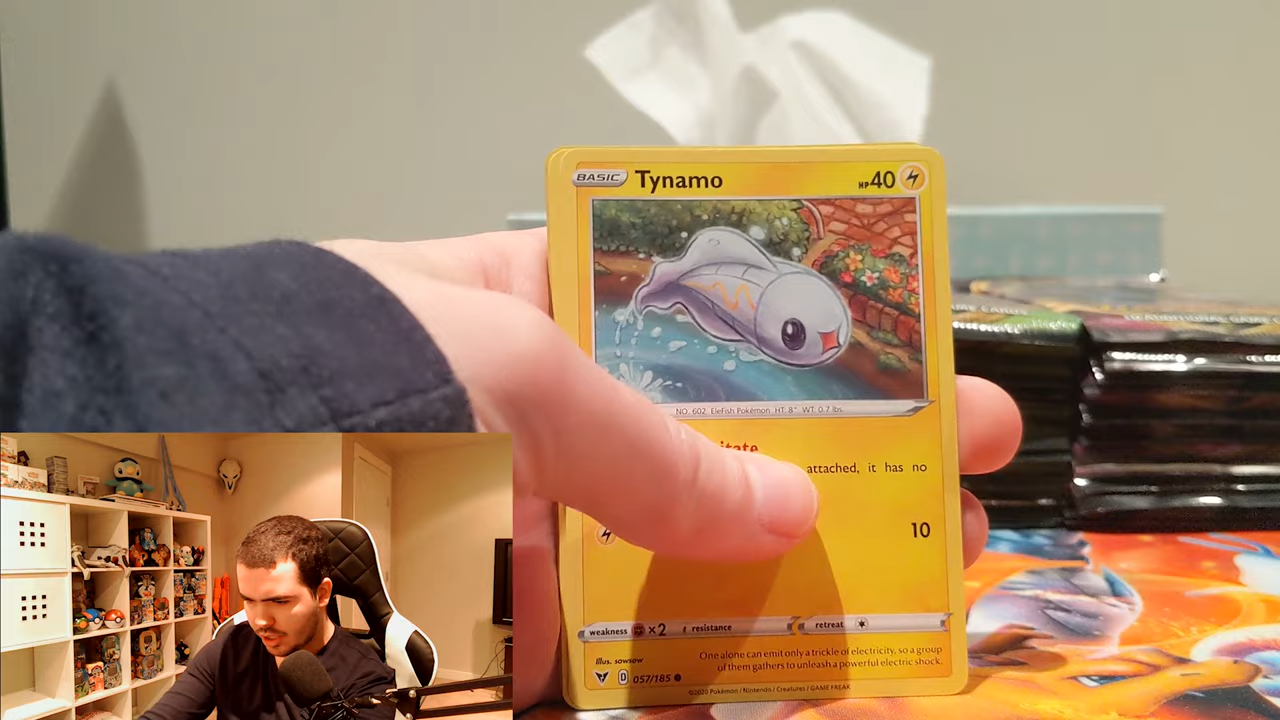 BASIC Tynamo HP40
NO. 602 EleFish Pokémon HT: 8" WT: 0.7 lbs.
itate
attached, it has no
10
weakness ×2 resistance retreat
Illus. sowsow
One alone can emit only a trickle of electricity, so a group
of them gathers to unleash a powerful electric shock.
D 057/185
©2020 Pokémon / Nintendo / Creatures / GAME FREAK